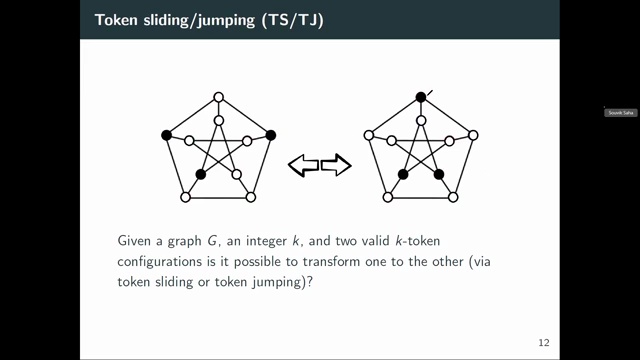 Token sliding/jumping (TS/TJ)
Given a graph G, an integer k, and two valid k-token
configurations is it possible to transform one to the other (via
token sliding or token jumping)?
12
Souvik Saha